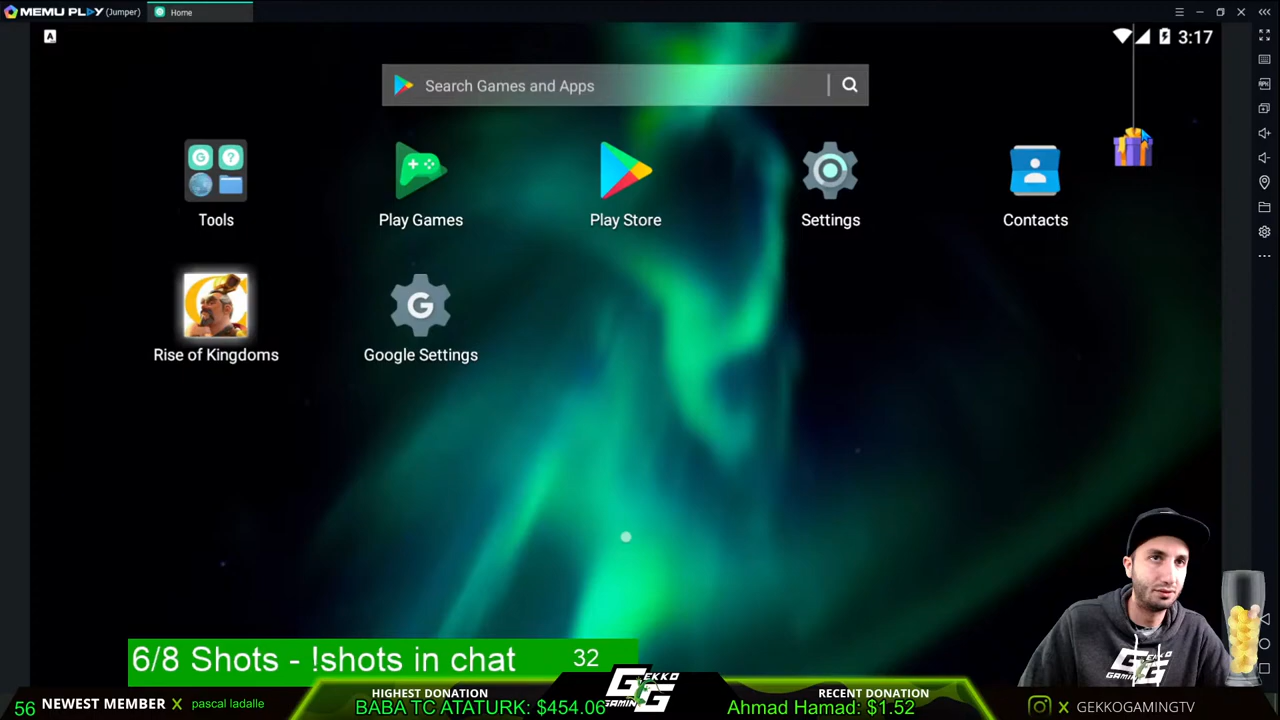 MEMU PLAY (Jumper)
Home
A
3:17
Search Games and Apps
Tools
Play Games
Play Store
Settings
Contacts
Rise of Kingdoms
G
Google Settings
6/8 Shots - !shots in chat 32
56 NEWEST MEMBER X pascal ladalle
HIGHEST DONATION
BABA TC ATATURK: $454.06
GEKKO
GAMING
RECENT DONATION
Ahmad Hamad: $1.52
X GEKKOGAMINGTV